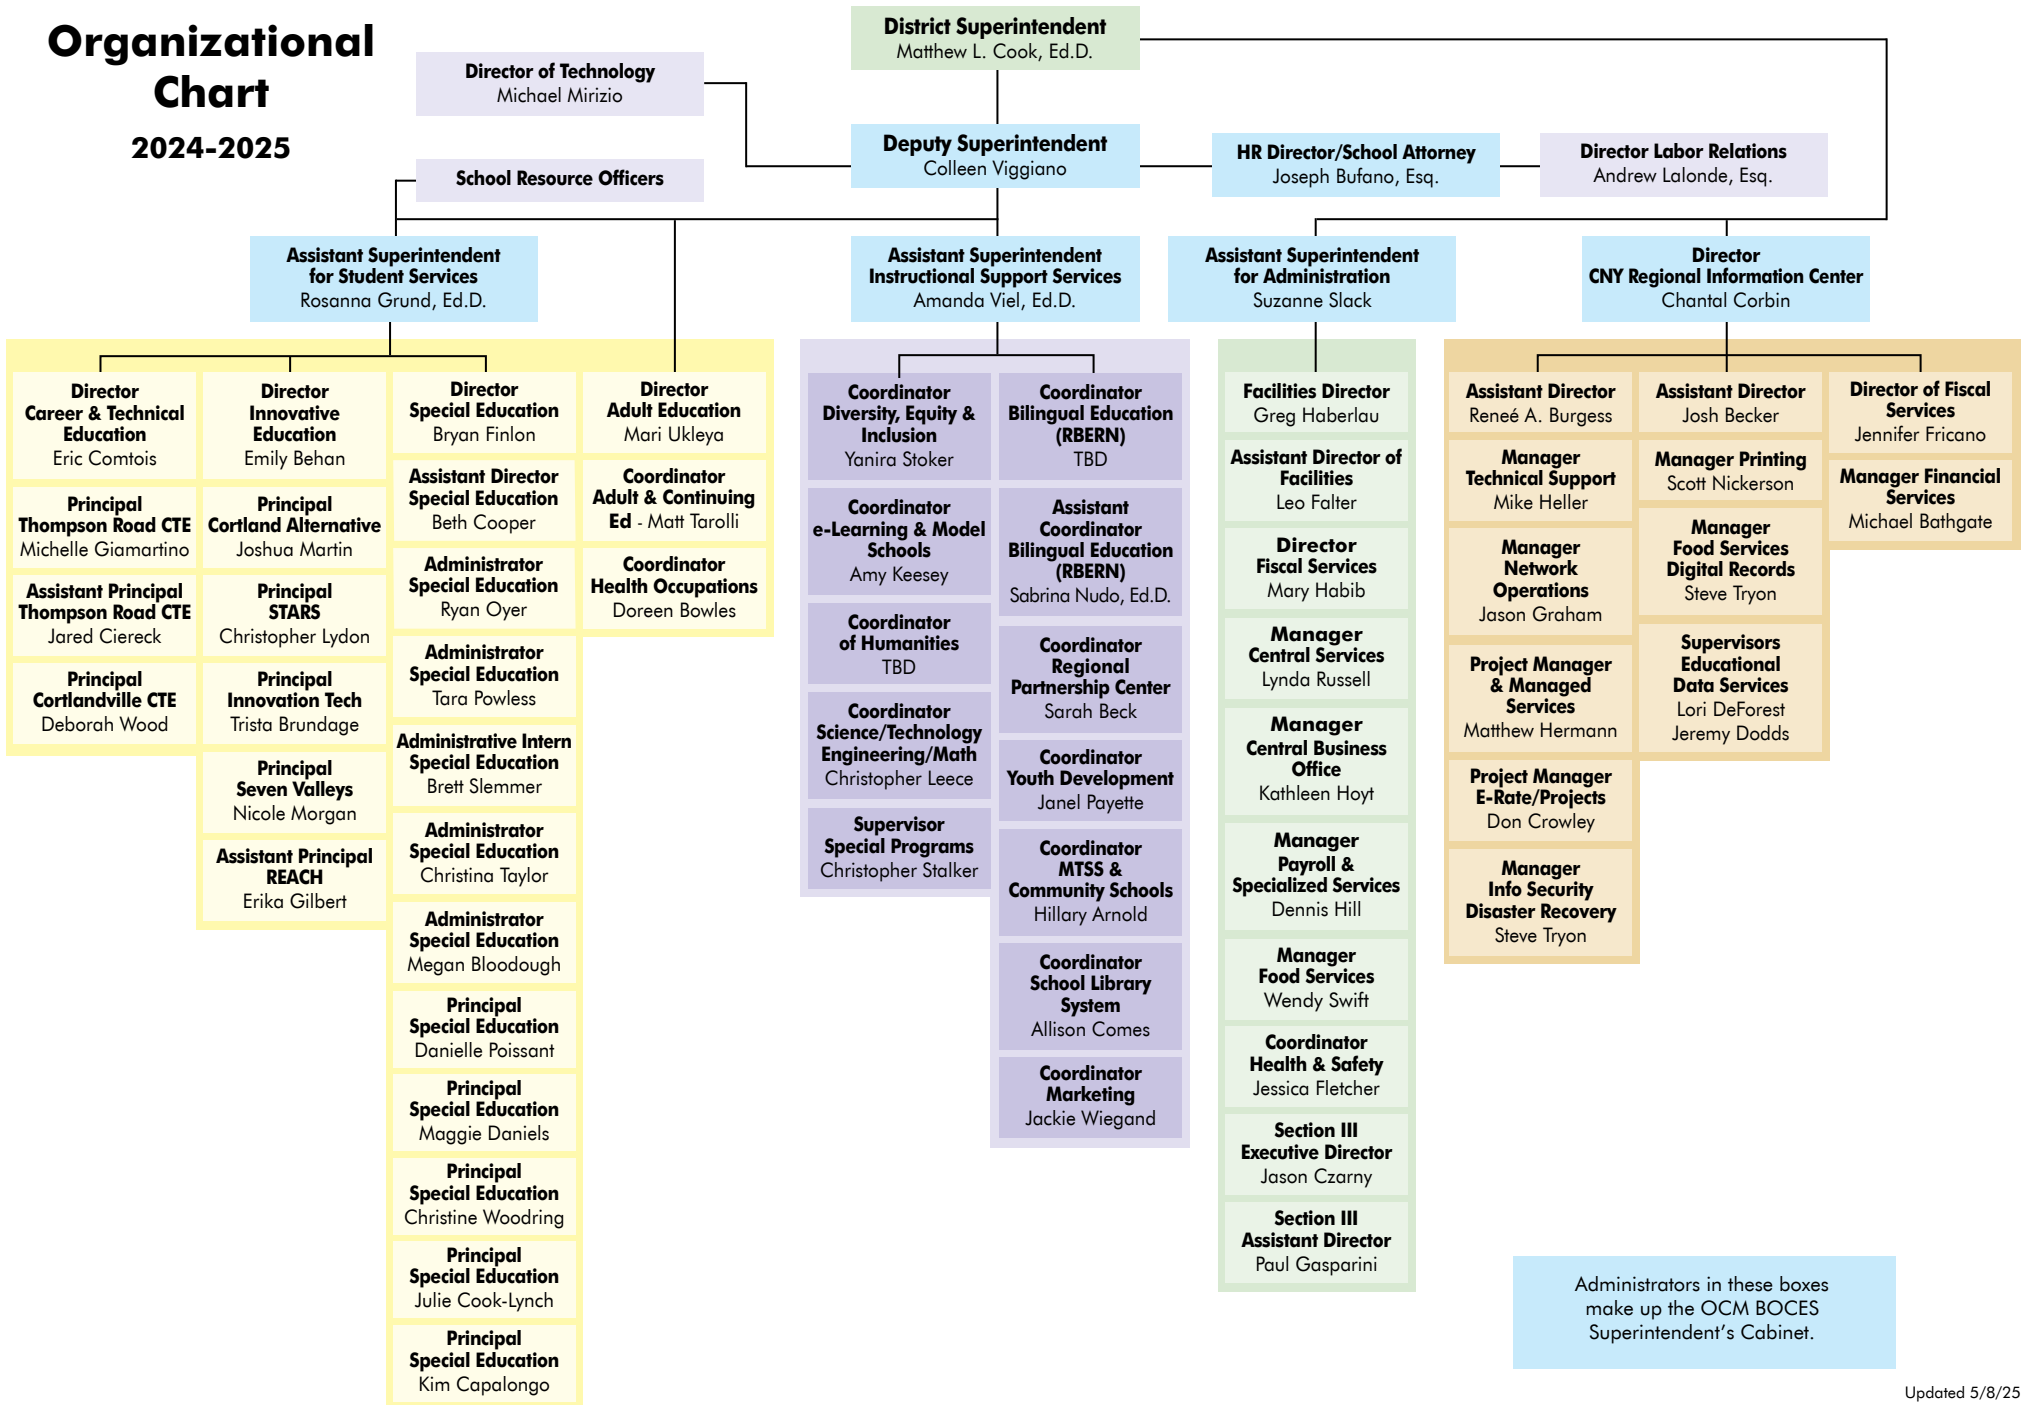 Organizational
Chart
2024-2025
District Superintendent
Matthew L. Cook, Ed.D.
Director of Technology
Michael Mirizio
Deputy Superintendent
Colleen Viggiano
HR Director/School Attorney
Joseph Bufano, Esq.
Director Labor Relations
Andrew Lalonde, Esq.
School Resource Officers
Assistant Superintendent
for Student Services
Rosanna Grund, Ed.D.
Assistant Superintendent
Instructional Support Services
Amanda Viel, Ed.D.
Assistant Superintendent
for Administration
Suzanne Slack
Director
CNY Regional Information Center
Chantal Corbin
Director
Career & Technical
Education
Eric Comtois
Principal
Thompson Road CTE
Michelle Giamartino
Assistant Principal
Thompson Road CTE
Jared Ciereck
Principal
Cortlandville CTE
Deborah Wood
Director
Innovative
Education
Emily Behan
Principal
Cortland Alternative
Joshua Martin
Principal
STARS
Christopher Lydon
Principal
Innovation Tech
Trista Brundage
Principal
Seven Valleys
Nicole Morgan
Assistant Principal
REACH
Erika Gilbert
Director
Special Education
Bryan Finlon
Assistant Director
Special Education
Beth Cooper
Administrator
Special Education
Ryan Oyer
Administrator
Special Education
Tara Powless
Administrative Intern
Special Education
Brett Slemmer
Administrator
Special Education
Christina Taylor
Administrator
Special Education
Megan Bloodough
Principal
Special Education
Danielle Poissant
Principal
Special Education
Maggie Daniels
Principal
Special Education
Christine Woodring
Principal
Special Education
Julie Cook-Lynch
Principal
Special Education
Kim Capalongo
Director
Adult Education
Mari Ukleya
Coordinator
Adult & Continuing
Ed - Matt Tarolli
Coordinator
Health Occupations
Doreen Bowles
Coordinator
Diversity, Equity &
Inclusion
Yanira Stoker
Coordinator
e-Learning & Model
Schools
Amy Keesey
Coordinator
of Humanities
TBD
Coordinator
Science/Technology
Engineering/Math
Christopher Leece
Supervisor
Special Programs
Christopher Stalker
Coordinator
Bilingual Education
(RBERN)
TBD
Assistant
Coordinator
Bilingual Education
(RBERN)
Sabrina Nudo, Ed.D.
Coordinator
Regional
Partnership Center
Sarah Beck
Coordinator
Youth Development
Janel Payette
Coordinator
MTSS &
Community Schools
Hillary Arnold
Coordinator
School Library
System
Allison Comes
Coordinator
Marketing
Jackie Wiegand
Facilities Director
Greg Haberlau
Assistant Director of
Facilities
Leo Falter
Director
Fiscal Services
Mary Habib
Manager
Central Services
Lynda Russell
Manager
Central Business
Office
Kathleen Hoyt
Manager
Payroll &
Specialized Services
Dennis Hill
Manager
Food Services
Wendy Swift
Coordinator
Health & Safety
Jessica Fletcher
Section III
Executive Director
Jason Czarny
Section III
Assistant Director
Paul Gasparini
Assistant Director
Reneé A. Burgess
Manager
Technical Support
Mike Heller
Manager
Network
Operations
Jason Graham
Project Manager
& Managed
Services
Matthew Hermann
Project Manager
E-Rate/Projects
Don Crowley
Manager
Info Security
Disaster Recovery
Steve Tryon
Assistant Director
Josh Becker
Manager Printing
Scott Nickerson
Manager
Food Services
Digital Records
Steve Tryon
Supervisors
Educational
Data Services
Lori DeForest
Jeremy Dodds
Director of Fiscal
Services
Jennifer Fricano
Manager Financial
Services
Michael Bathgate
Administrators in these boxes
make up the OCM BOCES
Superintendent's Cabinet.
Updated 5/8/25